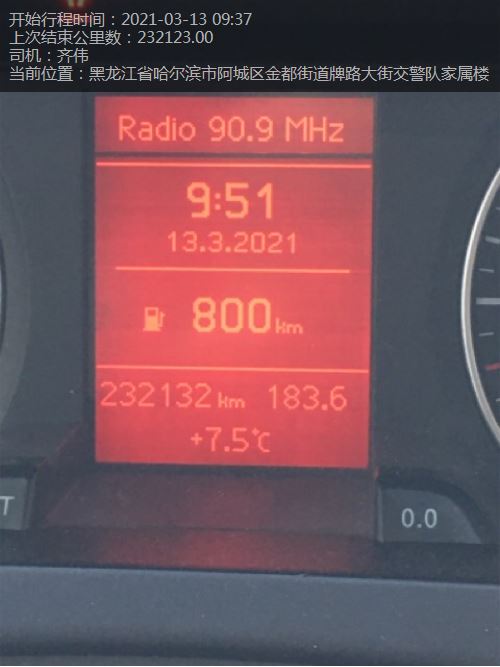 开始行程时间：2021-03-13 09:37
上次结束公里数：232123.00
司机：齐伟
当前位置：黑龙江省哈尔滨市阿城区金都街道牌路大街交警队家属楼
Radio 90.9 MHz
9:51
13.3.2021
800km
232132km 183.6
+7.5°C
T
0.0